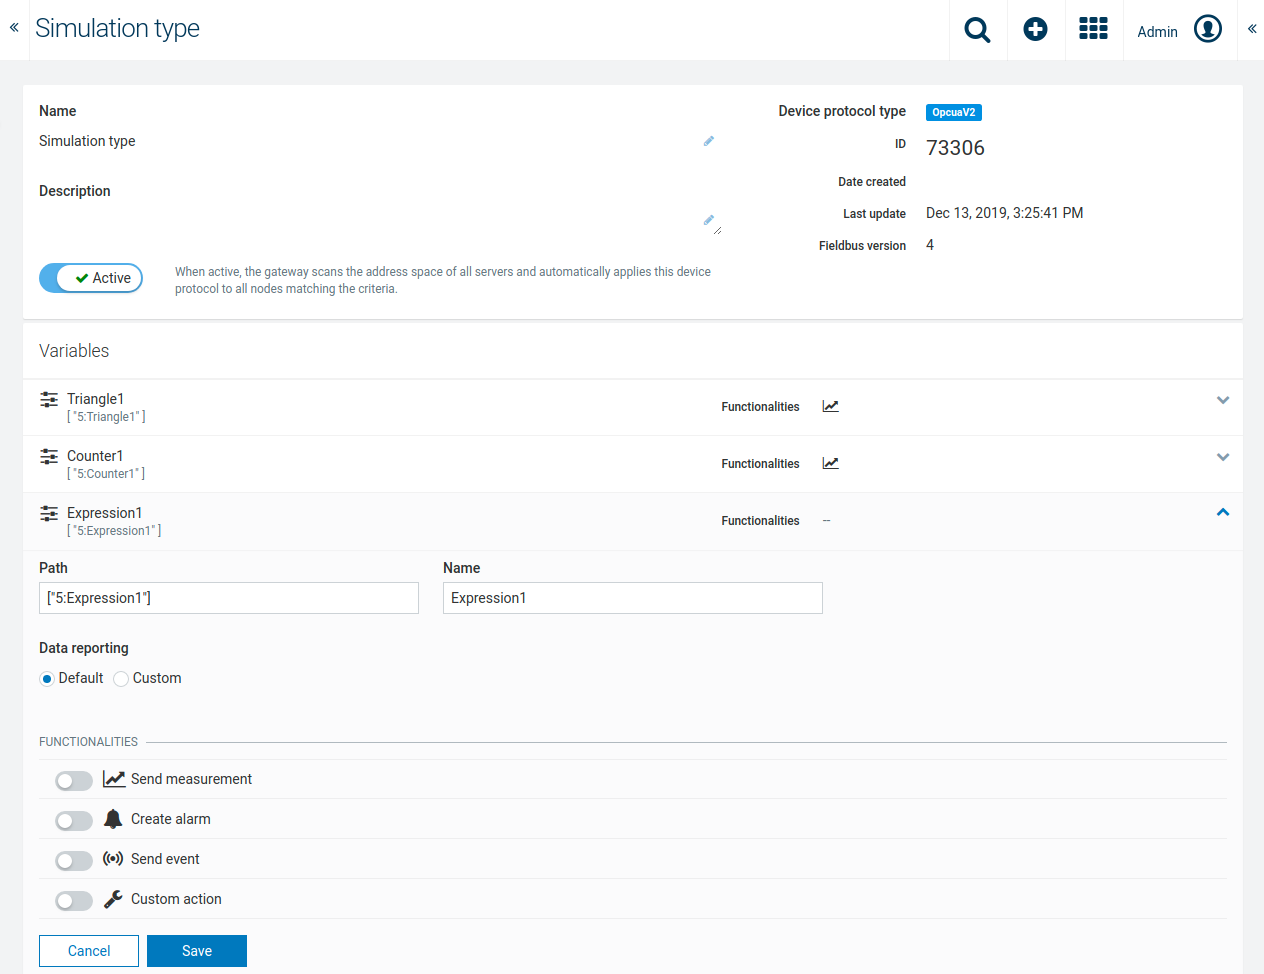 «
Simulation type
Admin
«
Name
Simulation type
Description
Active
When active, the gateway scans the address space of all servers and automatically applies this device
protocol to all nodes matching the criteria.
Device protocol type OpcuaV2
ID 73306
Date created
Last update Dec 13, 2019, 3:25:41 PM
Fieldbus version 4
Variables
Triangle1
[ "5:Triangle1" ]
Functionalities
Counter1
[ "5:Counter1" ]
Functionalities
Expression1
[ "5:Expression1" ]
Functionalities --
Path Name
["5:Expression1"] Expression1
Data reporting
Default Custom
FUNCTIONALITIES
Send measurement
Create alarm
Send event
Custom action
Cancel Save